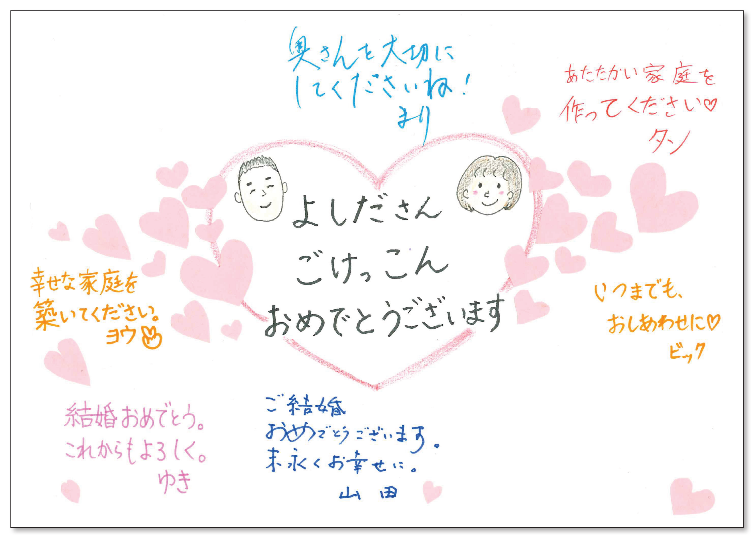 奥さんを大切に
してくださいね!
まり
あたたかい家庭を
作ってください♡
タン
よしださん
ごけっこん
おめでとうございます
幸せな家庭を
築いてください。
ヨウ
いつまでも、
おしあわせに♡
ビック
結婚おめでとう。
これからもよろしく。
ゆき
ご結婚
おめでとうございます。
末永くお幸せに。
山田